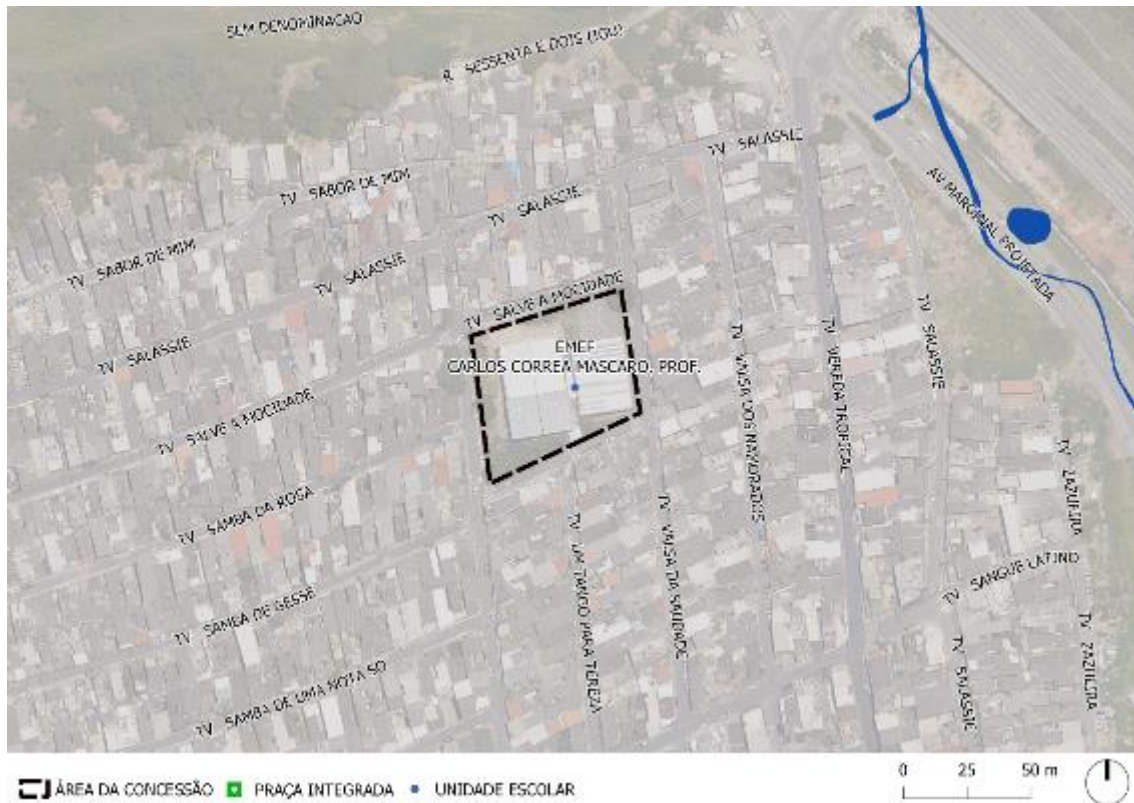 SEM DENOMINACAO
R SESSENTA E DOIS (JOU)
TV SALASSIE
TV SABOR DE MIM
TV SALASSIE
TV SABOR DE MIM
TV SALASSIE
AV MARGINAL PROJETADA
TV SALVE A MOCIDADE
TV SALASSIE
TV SALASSIE
EMEF
CARLOS CORREA MASCARO, PROF.
TV VALSA DOS NAMORADOS
TV VEREDA TROPICAL
TV SALVE A MOCIDADE
TV SAMBA DA ROSA
TV ZAZUEIRA
TV UM TANGO PARA TEREZA
TV VALSA DA SAUDADE
TV SANGUE LATINO
TV SAMBA DE GESSE
TV SALASSIE
TV ZAZUEIRA
TV SAMBA DE UMA NOTA SO
ÁREA DA CONCESSÃO
PRAÇA INTEGRADA
UNIDADE ESCOLAR
0 25 50 m